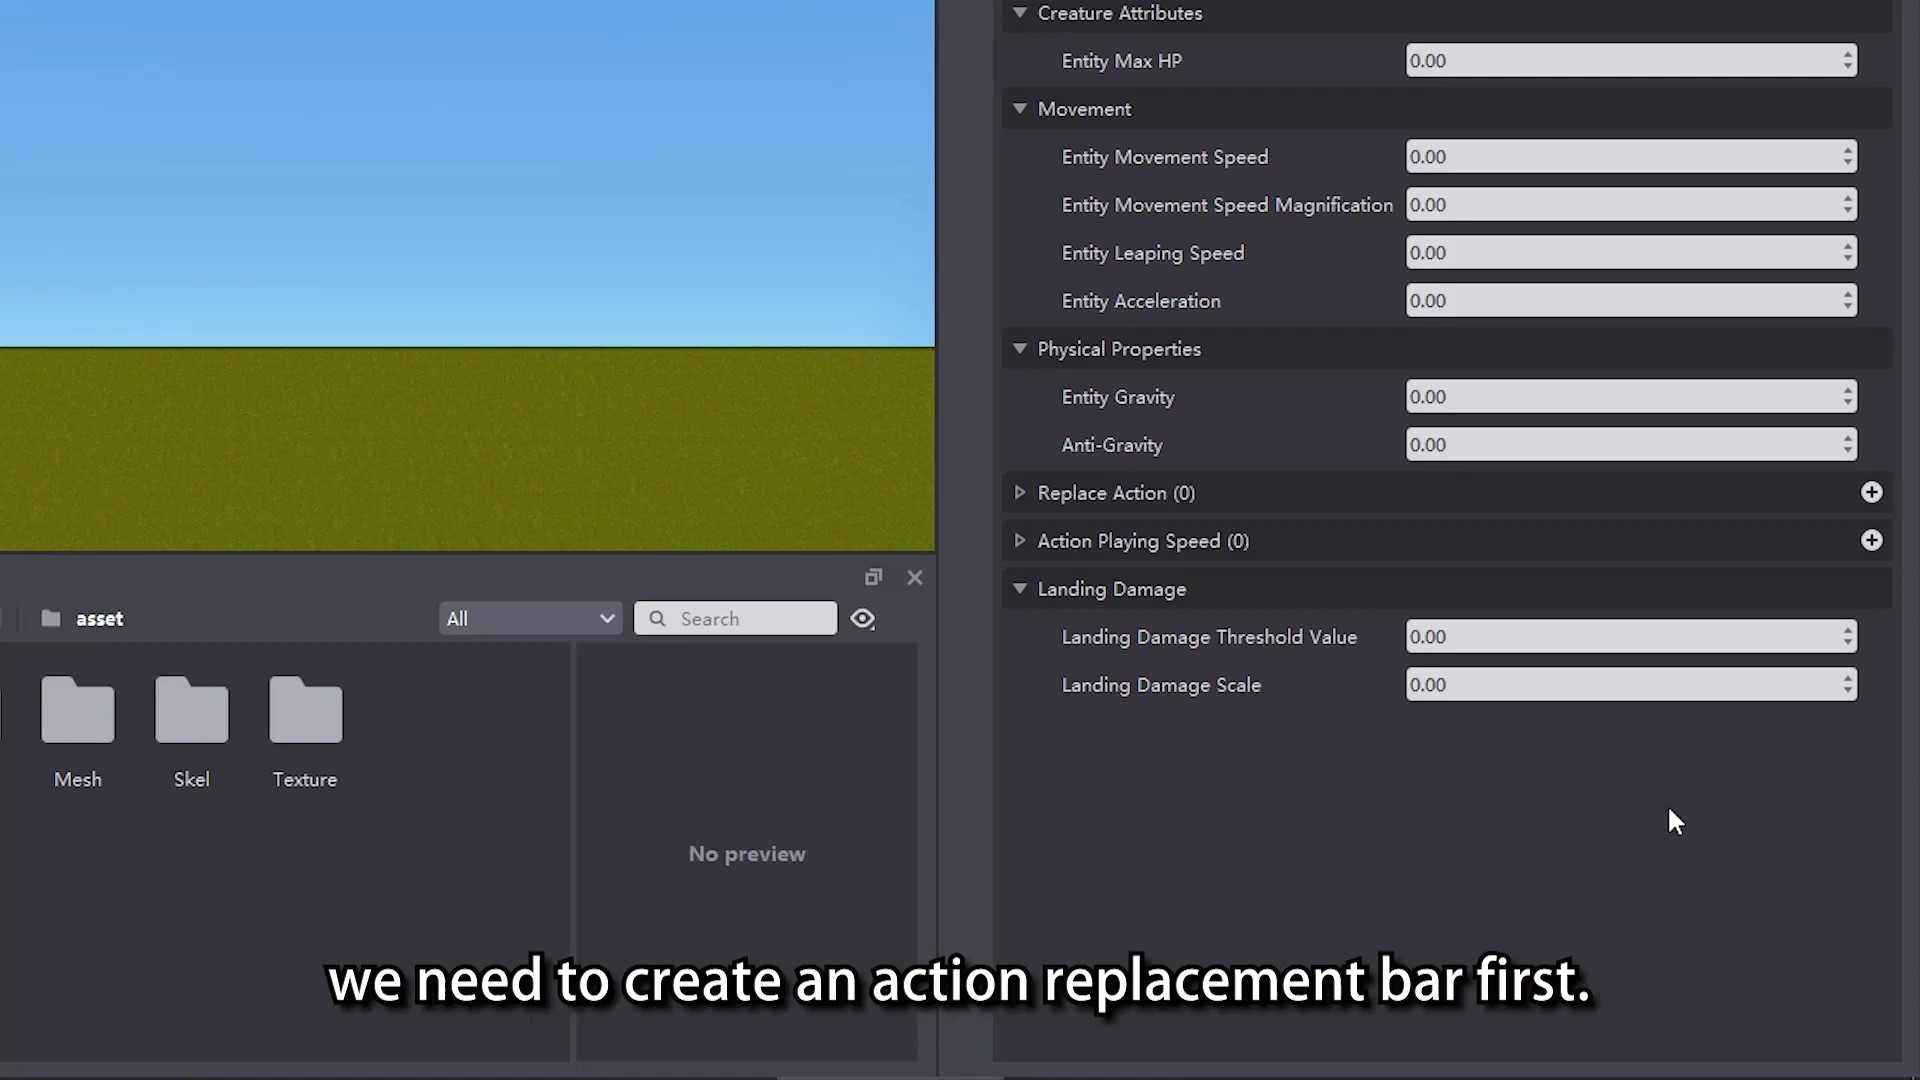 Creature Attributes
Entity Max HP 0.00
Movement
Entity Movement Speed 0.00
Entity Movement Speed Magnification 0.00
Entity Leaping Speed 0.00
Entity Acceleration 0.00
Physical Properties
Entity Gravity 0.00
Anti-Gravity 0.00
Replace Action (0)
Action Playing Speed (0)
Landing Damage
Landing Damage Threshold Value 0.00
Landing Damage Scale 0.00
asset All Search
Mesh Skel Texture
No preview
we need to create an action replacement bar first.